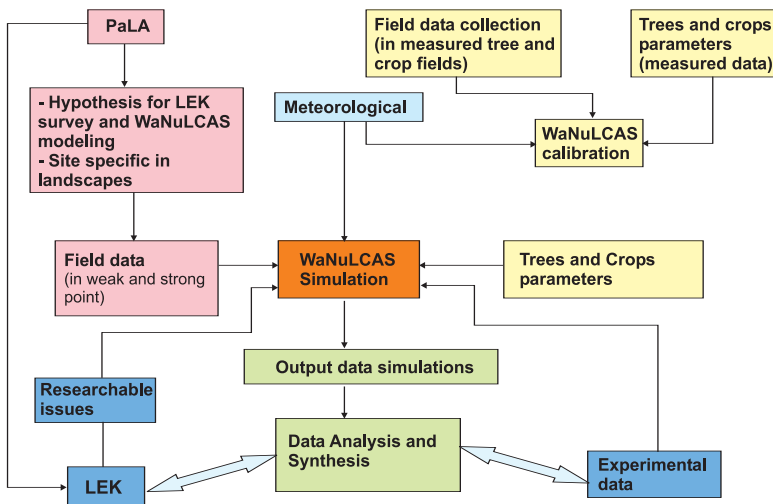 PaLA
Field data collection
(in measured tree and
crop fields)
Trees and crops
parameters
(measured data)
- Hypothesis for LEK
survey and WaNuLCAS
modeling
- Site specific in
landscapes
Meteorological
WaNuLCAS
calibration
Field data
(in weak and strong
point)
WaNuLCAS
Simulation
Trees and Crops
parameters
Output data simulations
Researchable
issues
Data Analysis and
Synthesis
LEK
Experimental
data